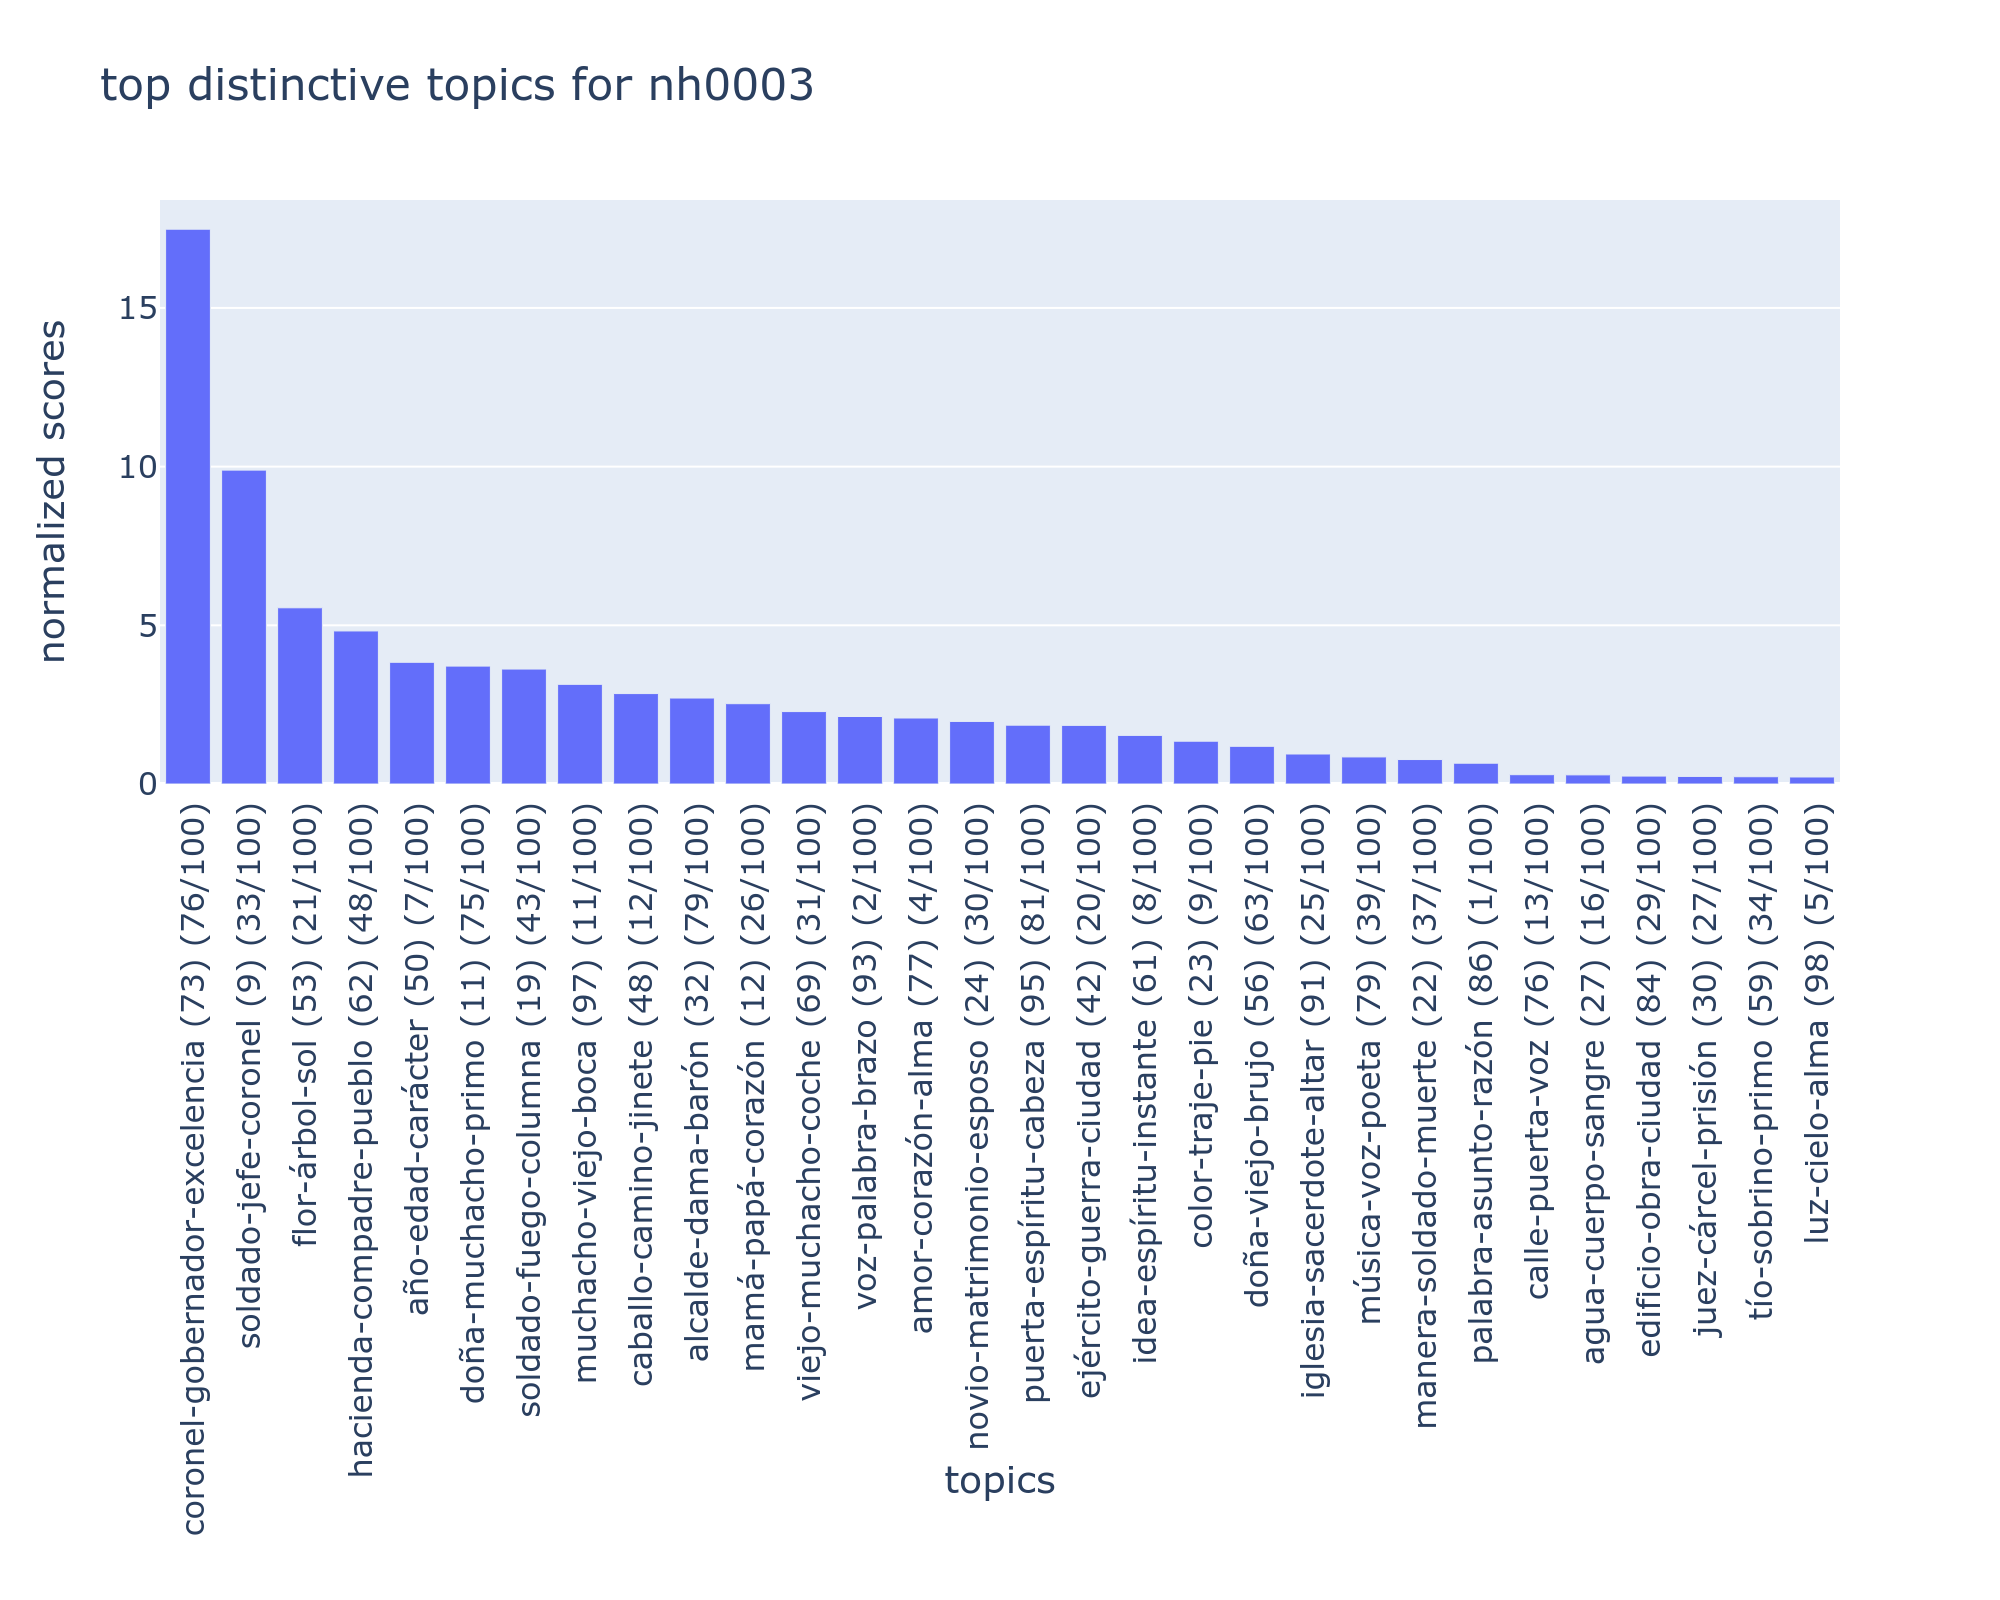 top distinctive topics for nh0003
normalized scores
15
10
5
0
coronel-gobernador-excelencia (73) (76/100)
soldado-jefe-coronel (9) (33/100)
flor-árbol-sol (53) (21/100)
hacienda-compadre-pueblo (62) (48/100)
año-edad-carácter (50) (7/100)
doña-muchacho-primo (11) (75/100)
soldado-fuego-columna (19) (43/100)
muchacho-viejo-boca (97) (11/100)
caballo-camino-jinete (48) (12/100)
alcalde-dama-barón (32) (79/100)
mamá-papá-corazón (12) (26/100)
viejo-muchacho-coche (69) (31/100)
voz-palabra-brazo (93) (2/100)
amor-corazón-alma (77) (4/100)
novio-matrimonio-esposo (24) (30/100)
puerta-espíritu-cabeza (95) (81/100)
ejército-guerra-ciudad (42) (20/100)
idea-espíritu-instante (61) (8/100)
color-traje-pie (23) (9/100)
doña-viejo-brujo (56) (63/100)
iglesia-sacerdote-altar (91) (25/100)
música-voz-poeta (79) (39/100)
manera-soldado-muerte (22) (37/100)
palabra-asunto-razón (86) (1/100)
calle-puerta-voz (76) (13/100)
agua-cuerpo-sangre (27) (16/100)
edificio-obra-ciudad (84) (29/100)
juez-cárcel-prisión (30) (27/100)
tío-sobrino-primo (59) (34/100)
luz-cielo-alma (98) (5/100)
topics